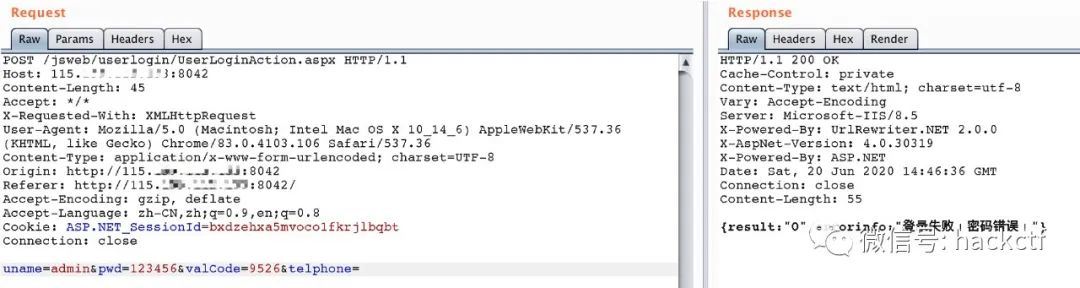 Request
Raw Params Headers Hex
POST /jsweb/userlogin/UserLoginAction.aspx HTTP/1.1
Host: 115. :8042
Content-Length: 45
Accept: */*
X-Requested-With: XMLHttpRequest
User-Agent: Mozilla/5.0 (Macintosh; Intel Mac OS X 10_14_6) AppleWebKit/537.36
(KHTML, like Gecko) Chrome/83.0.4103.106 Safari/537.36
Content-Type: application/x-www-form-urlencoded; charset=UTF-8
Origin: http://115. :8042
Referer: http://115. :8042/
Accept-Encoding: gzip, deflate
Accept-Language: zh-CN,zh;q=0.9,en;q=0.8
Cookie: ASP.NET_SessionId=bxdzehxa5mvoco1fkrjlbqbt
Connection: close
uname=admin&pwd=123456&valCode=9526&telphone=
Response
Raw Headers Hex Render
HTTP/1.1 200 OK
Cache-Control: private
Content-Type: text/html; charset=utf-8
Vary: Accept-Encoding
Server: Microsoft-IIS/8.5
X-Powered-By: UrlRewriter.NET 2.0.0
X-AspNet-Version: 4.0.30319
X-Powered-By: ASP.NET
Date: Sat, 20 Jun 2020 14:46:36 GMT
Connection: close
Content-Length: 55
{result:"0" errorinfo:"登录失败！密码错误！"}
微信号: hackctf